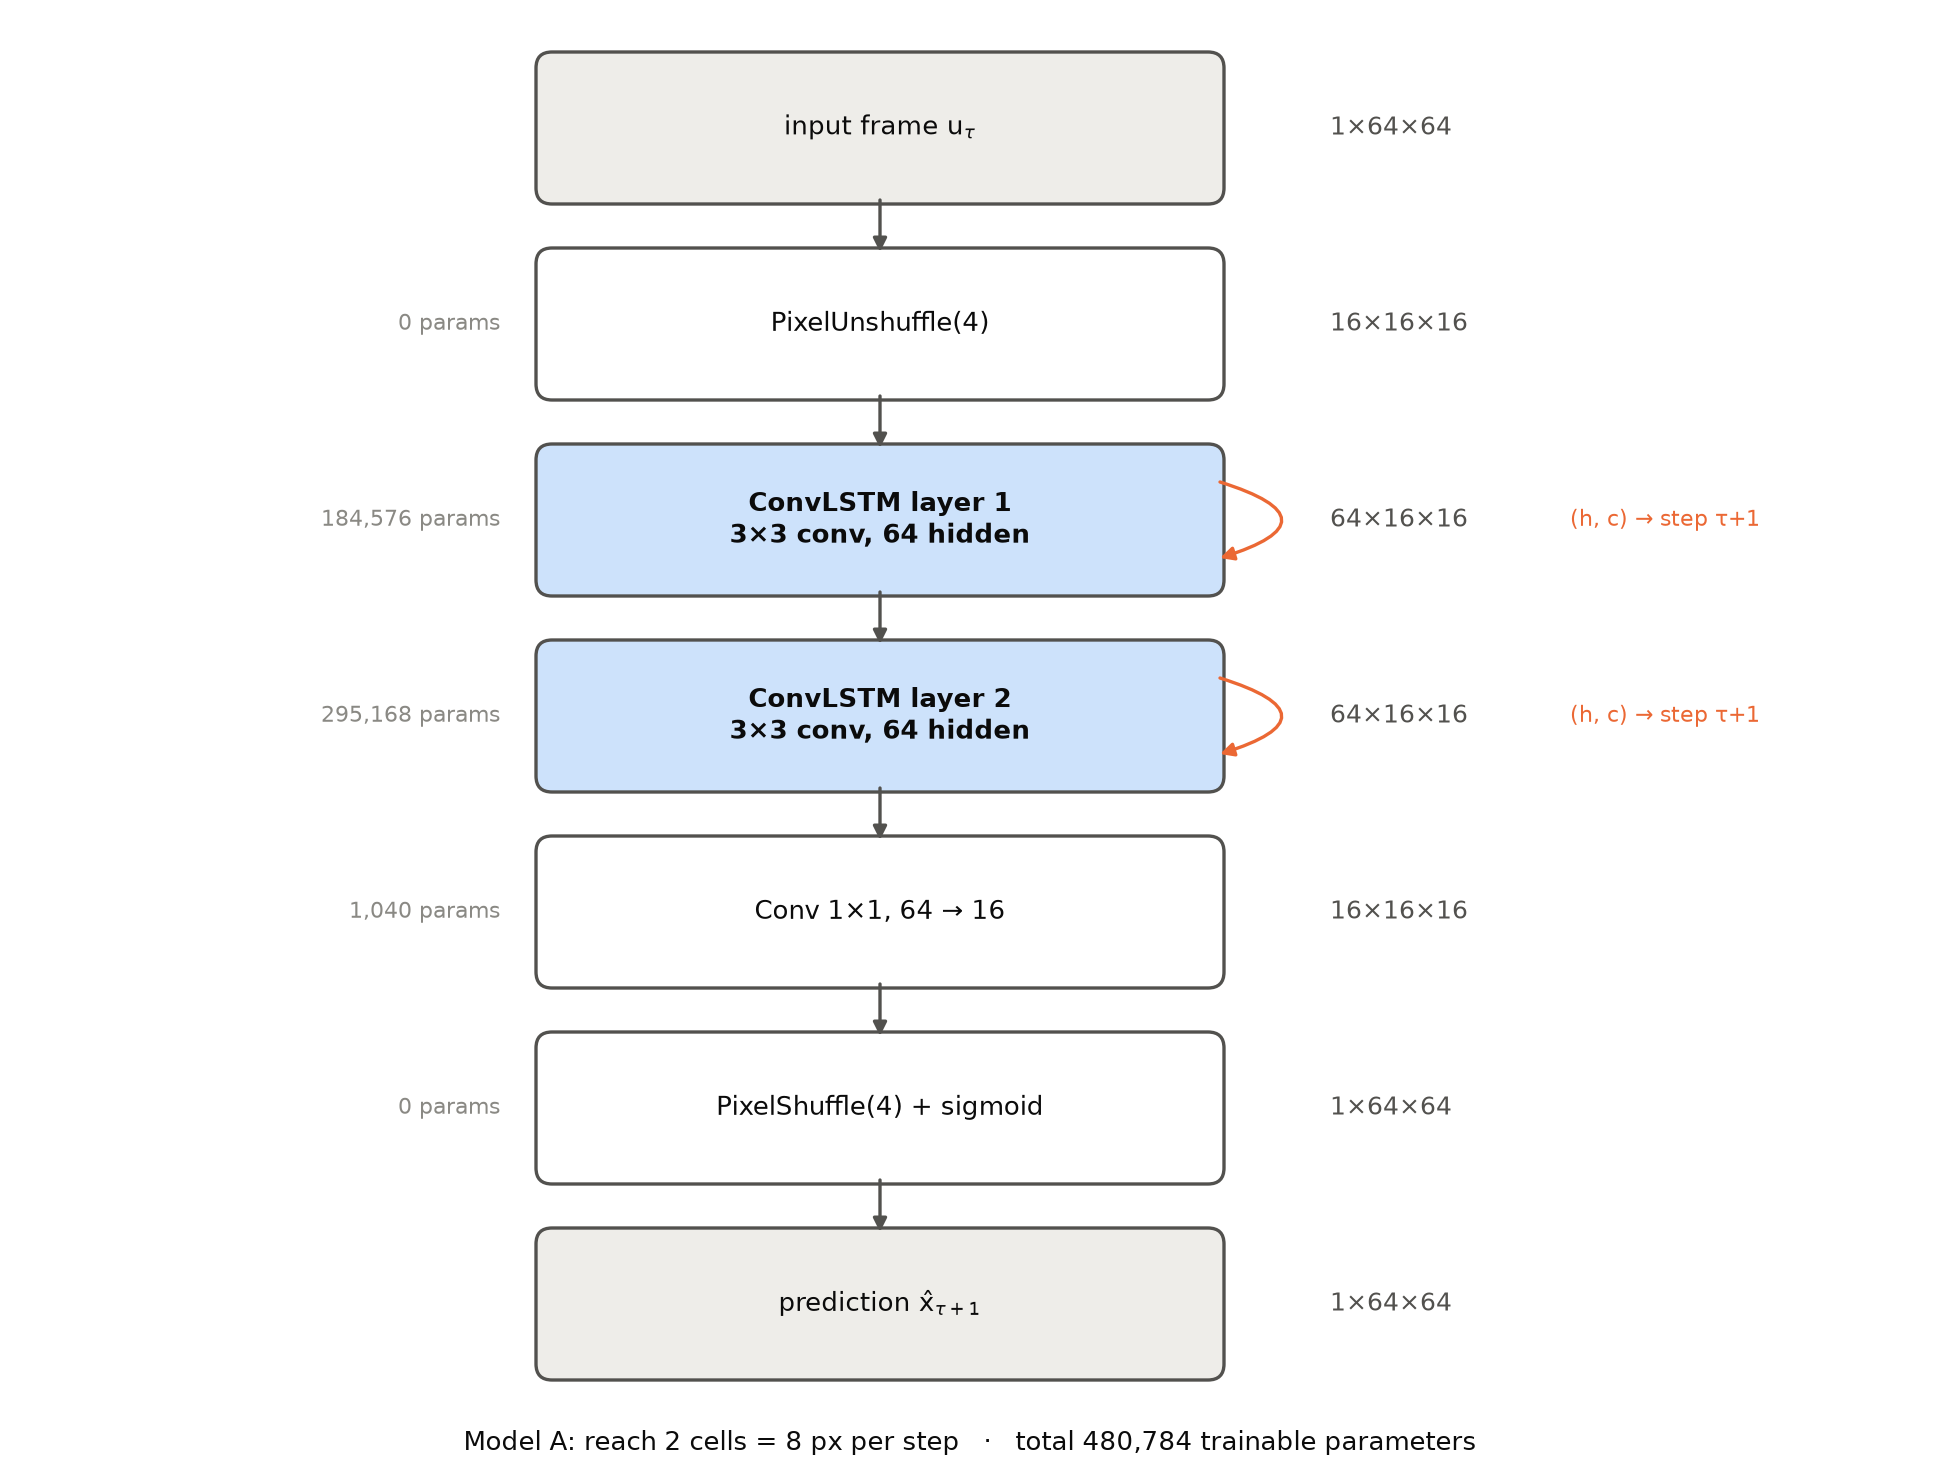 input frame u_τ
1×64×64
0 params
PixelUnshuffle(4)
16×16×16
184,576 params
ConvLSTM layer 1
3×3 conv, 64 hidden
64×16×16
(h, c) → step τ+1
295,168 params
ConvLSTM layer 2
3×3 conv, 64 hidden
64×16×16
(h, c) → step τ+1
1,040 params
Conv 1×1, 64 → 16
16×16×16
0 params
PixelShuffle(4) + sigmoid
1×64×64
prediction x̂_τ+1
1×64×64
Model A: reach 2 cells = 8 px per step · total 480,784 trainable parameters